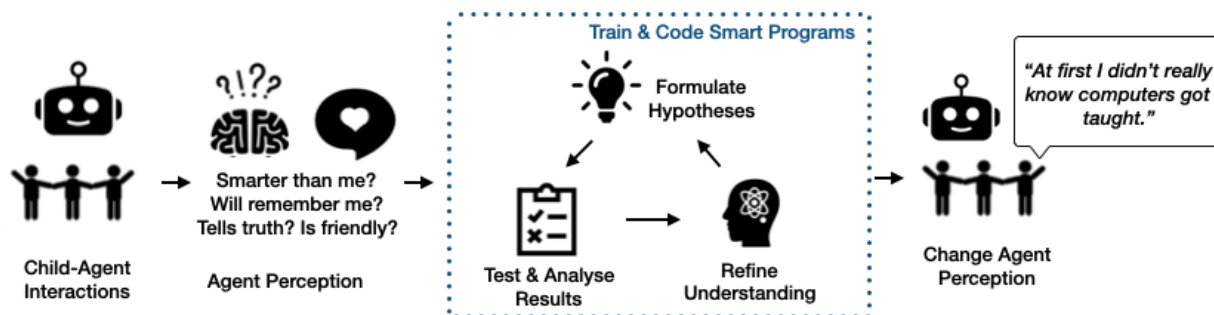 Child-Agent
Interactions
!?
??
Smarter than me?
Will remember me?
Tells truth? Is friendly?
Agent Perception
Train & Code Smart Programs
Formulate
Hypotheses
Test & Analyse
Results
Refine
Understanding
"At first I didn't really
know computers got
taught."
Change Agent
Perception